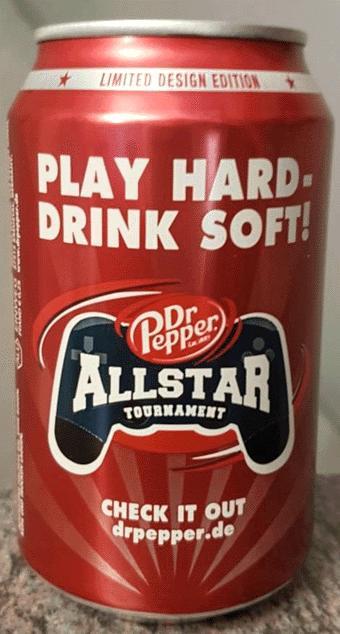 LIMITED DESIGN EDITION
PLAY HARD-
DRINK SOFT!
Dr
Pepper
ALLSTAR
TOURNAMENT
CHECK IT OUT
drpepper.de